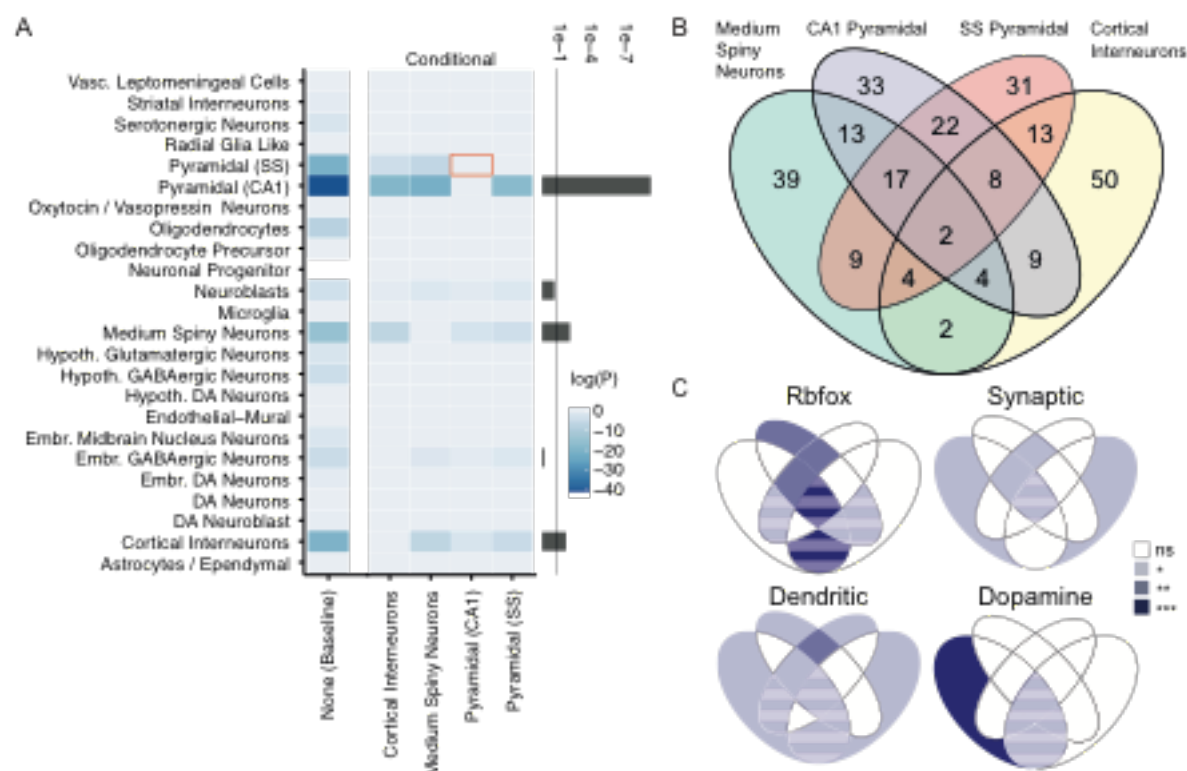 A
1e-1
1e-4
1e-7
Conditional
Vasc. Leptomeningeal Cells
Striatal Interneurons
Serotonergic Neurons
Radial Glia Like
Pyramidal (SS)
Pyramidal (CA1)
Oxytocin / Vasopressin Neurons
Oligodendrocytes
Oligodendrocyte Precursor
Neuronal Progenitor
Neuroblasts
Microglia
Medium Spiny Neurons
Hypoth. Glutamatergic Neurons
Hypoth. GABAergic Neurons
Hypoth. DA Neurons
Endothelial-Mural
Embr. Midbrain Nucleus Neurons
Embr. GABAergic Neurons
Embr. DA Neurons
DA Neurons
DA Neuroblast
Cortical Interneurons
Astrocytes / Ependymal
None (Baseline)
Cortical Interneurons
Medium Spiny Neurons
Pyramidal (CA1)
Pyramidal (SS)
log(P)
0
-10
-20
-30
-40
B
Medium
Spiny
Neurons
CA1 Pyramidal
SS Pyramidal
Cortical
Interneurons
33
31
13
22
13
39
17
8
50
2
9
4
4
9
2
C
Rbfox
Synaptic
Dendritic
Dopamine
ns
*
**
***